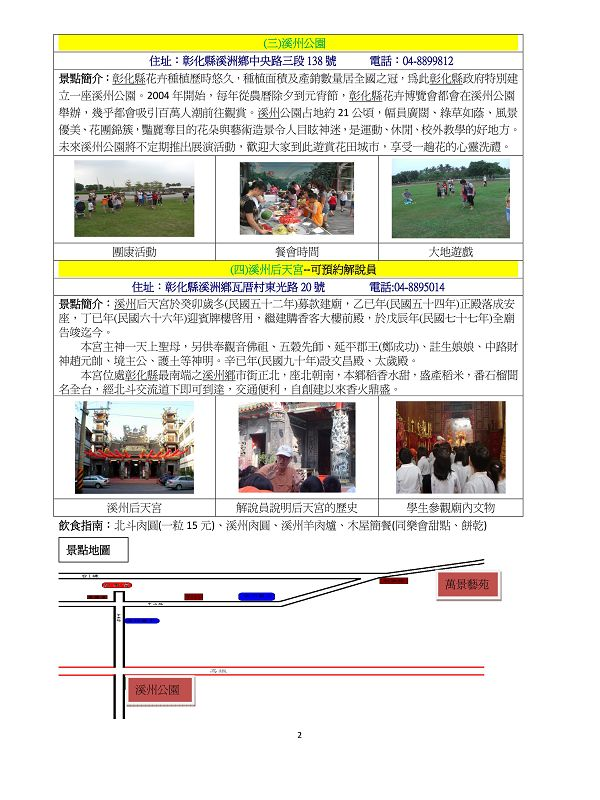 (三)溪州公園
住址：彰化縣溪洲鄉中央路三段 138 號 電話：04-8899812
景點簡介：彰化縣花卉種植歷時悠久，種植面積及產銷數量居全國之冠，為此彰化縣政府特別建
立一座溪州公園。2004 年開始，每年從農曆除夕到元宵節，彰化縣花卉博覽會都會在溪州公園
舉辦，幾乎都會吸引百萬人潮前往觀賞。溪州公園占地約 21 公頃，幅員廣闊、綠草如蔭、風景
優美、花團錦簇，豔麗奪目的花朵與藝術造景令人目眩神迷，是運動、休閒、校外教學的好地方。
未來溪州公園將不定期推出展演活動，歡迎大家到此遊賞花田城市，享受一趟花的心靈洗禮。
團康活動 餐會時間 大地遊戲
(四)溪州后天宮--可預約解說員
住址：彰化縣溪洲鄉瓦厝村東光路 20 號 電話:04-8895014
景點簡介：溪州后天宮於癸卯歲冬(民國五十二年)募款建廟，乙巳年(民國五十四年)正殿落成安
座，丁巳年(民國六十六年)迎賓牌樓啓用，繼建購香客大樓前殿，於戊辰年(民國七十七年)全廟
告竣迄今。
本宮主神一天上聖母，另供奉觀音佛祖、五穀先師、延平郡王(鄭成功)、註生娘娘、中路財
神趙元帥、境主公、護土等神明。辛巳年(民國九十年)設文昌殿、太歲殿。
本宮位處彰化縣最南端之溪州鄉市街正北，座北朝南，本鄉稻香水甜，盛產稻米，番石榴聞
名全台，經北斗交流道下即可到達，交通便利，自創建以來香火鼎盛。
溪州后天宮 解說員說明后天宮的歷史 學生參觀廟內文物
飲食指南：北斗肉圓(一粒 15 元)、溪州肉圓、溪州羊肉爐、木屋簡餐(同樂會甜點、餅乾)
景點地圖
萬景藝苑
溪州公園
2